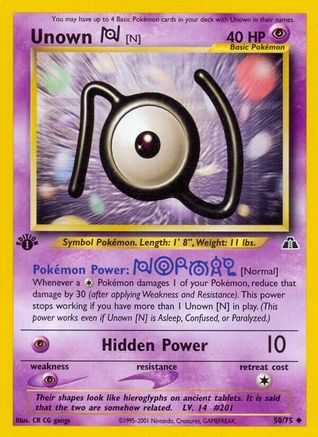 You may have up to 4 Basic Pokémon cards in your deck with Unown in their names.
Unown N [N] 40 HP
Basic Pokémon
EDITION 1
Symbol Pokémon. Length: 1' 8", Weight: 11 lbs.
Pokémon Power: NORMAL [Normal]
Whenever a Pokémon damages 1 of your Pokémon, reduce that
damage by 30 (after applying Weakness and Resistance). This power
stops working if you have more than 1 Unown [N] in play. (This
power works even if Unown [N] is Asleep, Confused, or Paralyzed.)
Hidden Power 10
weakness resistance retreat cost
Their shapes look like hieroglyphs on ancient tablets. It is said
that the two are somehow related. LV. 14 #201
Illus. CR CG gangs ©1995-2001 Nintendo, Creatures, GAMEFREAK. 50/75